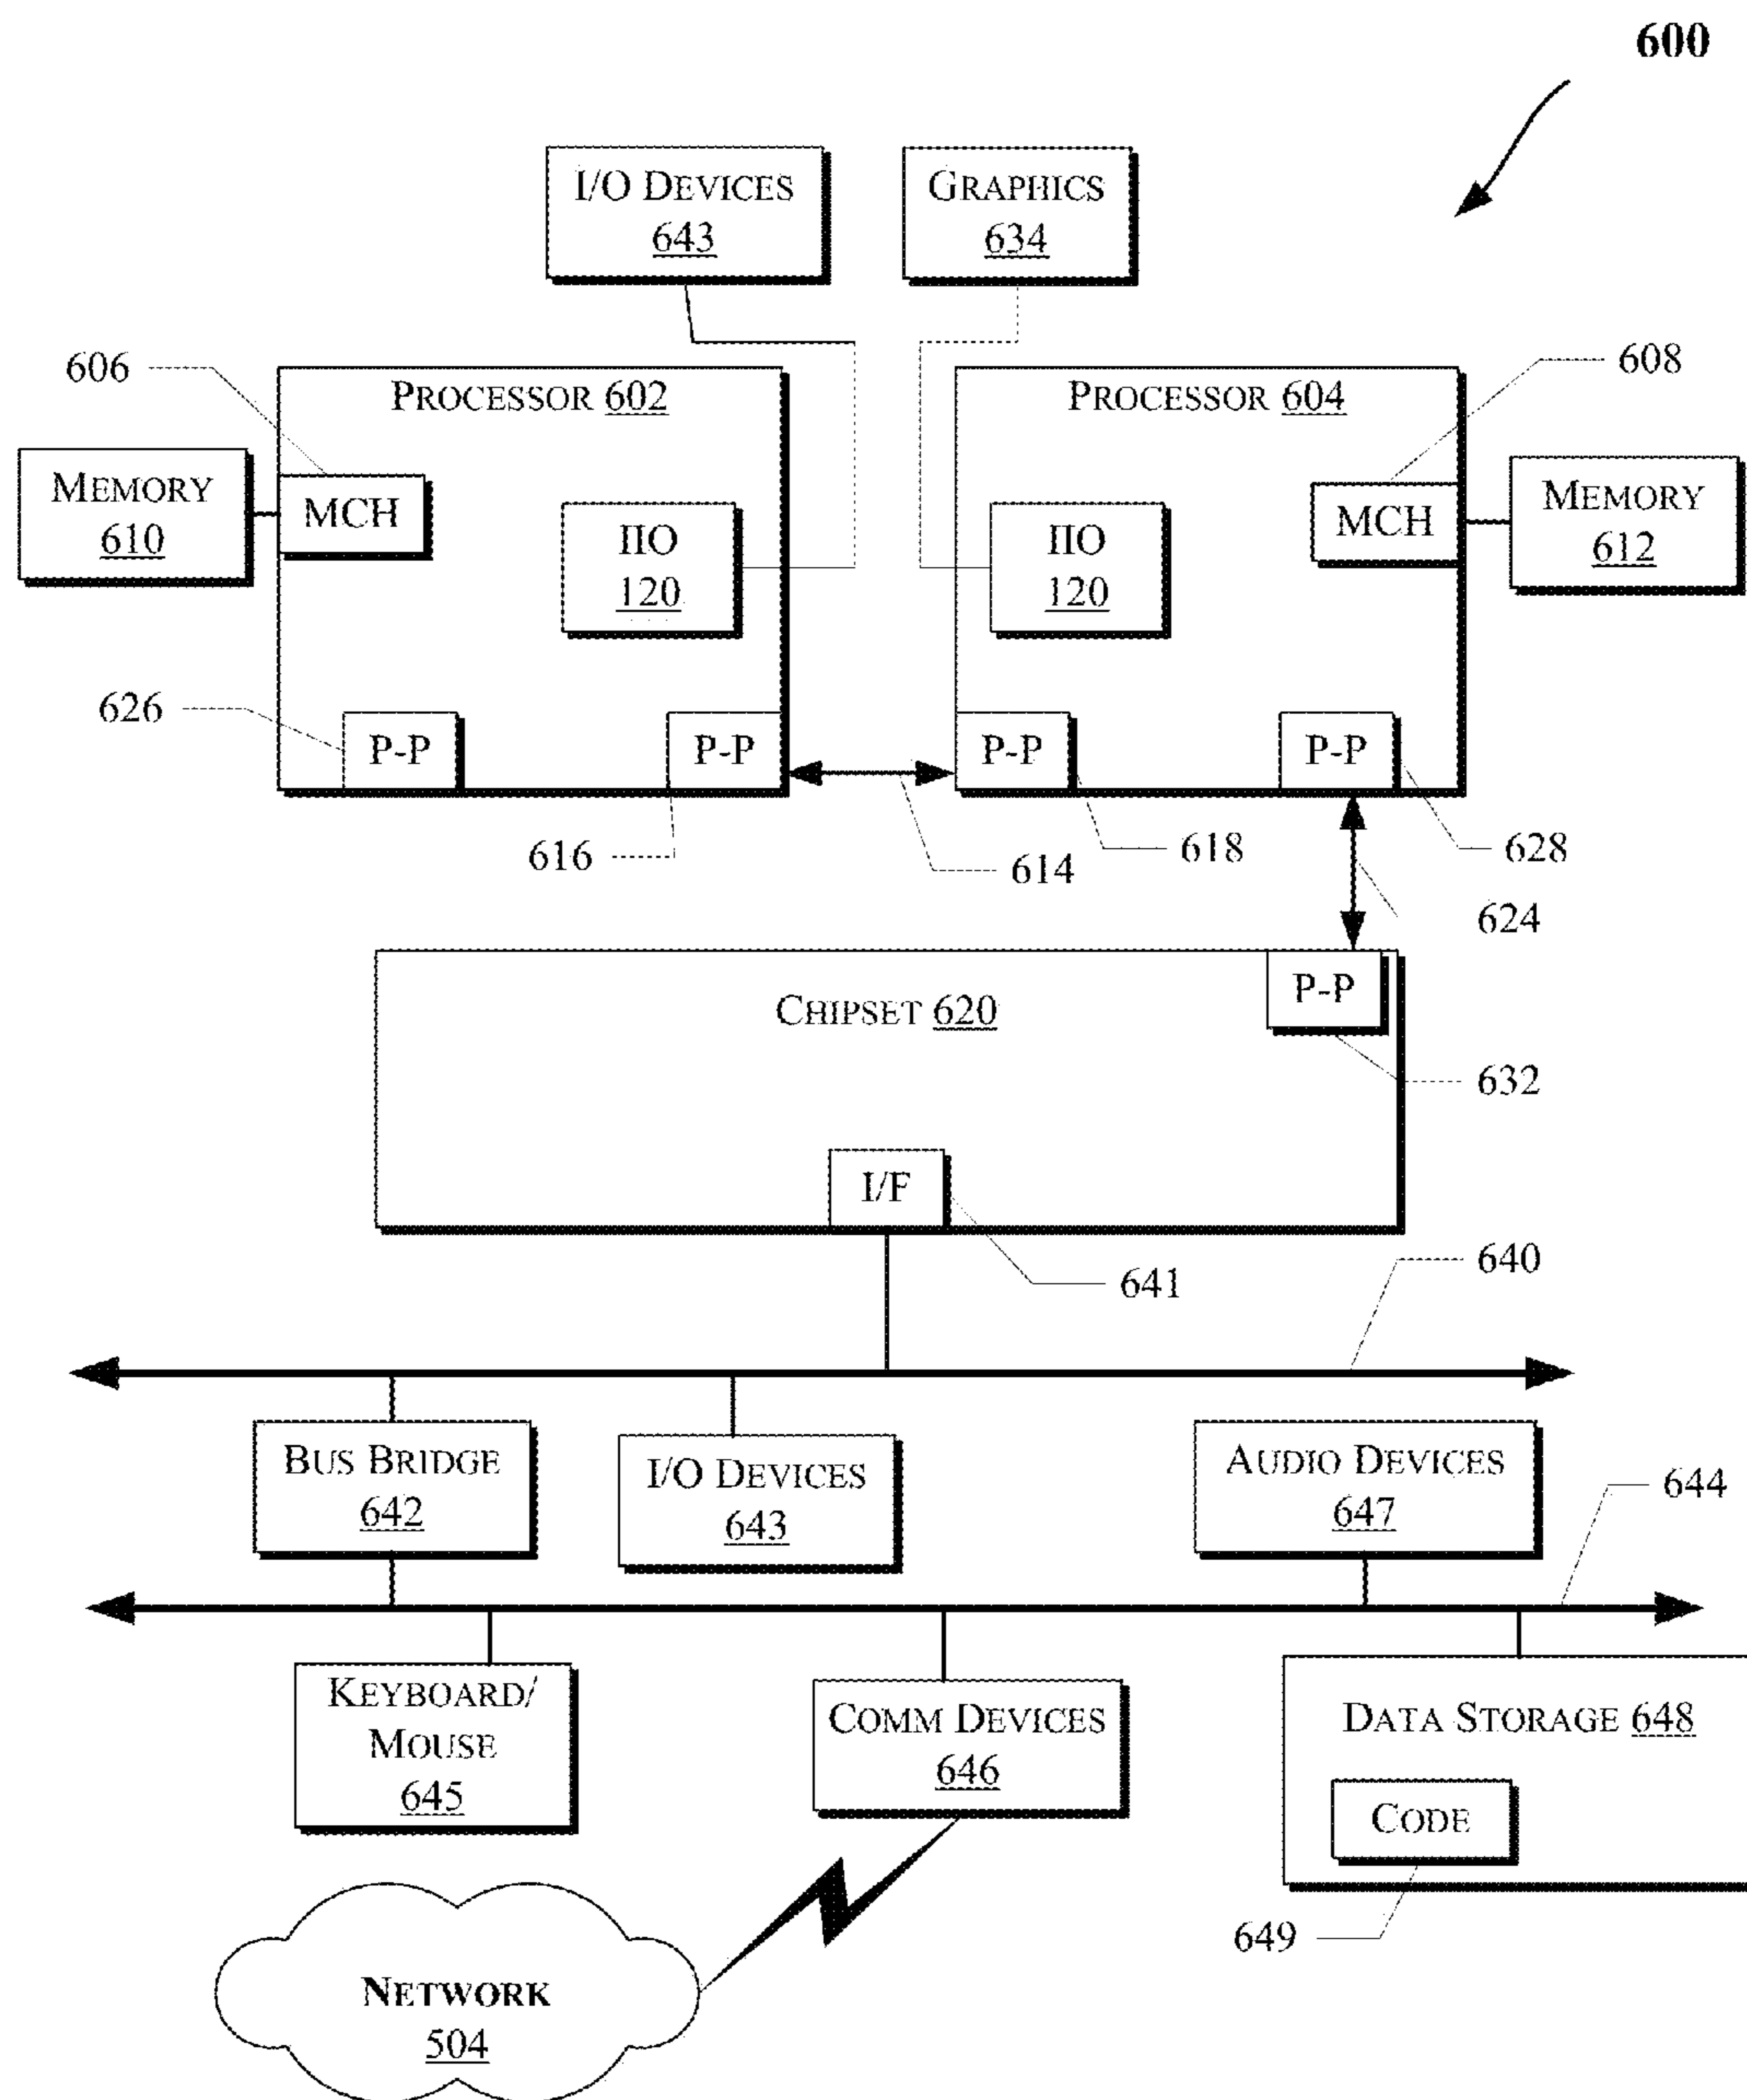 600
I/O DEVICES
643
GRAPHICS
634
606
608
PROCESSOR 602
PROCESSOR 604
MEMORY
610
MCH
IIO
120
IIO
120
MCH
MEMORY
612
626
P-P
P-P
P-P
P-P
616
614
618
628
624
CHIPSET 620
P-P
632
I/F
641
640
BUS BRIDGE
642
I/O DEVICES
643
AUDIO DEVICES
647
644
KEYBOARD/
MOUSE
645
COMM DEVICES
646
DATA STORAGE 648
CODE
649
NETWORK
504